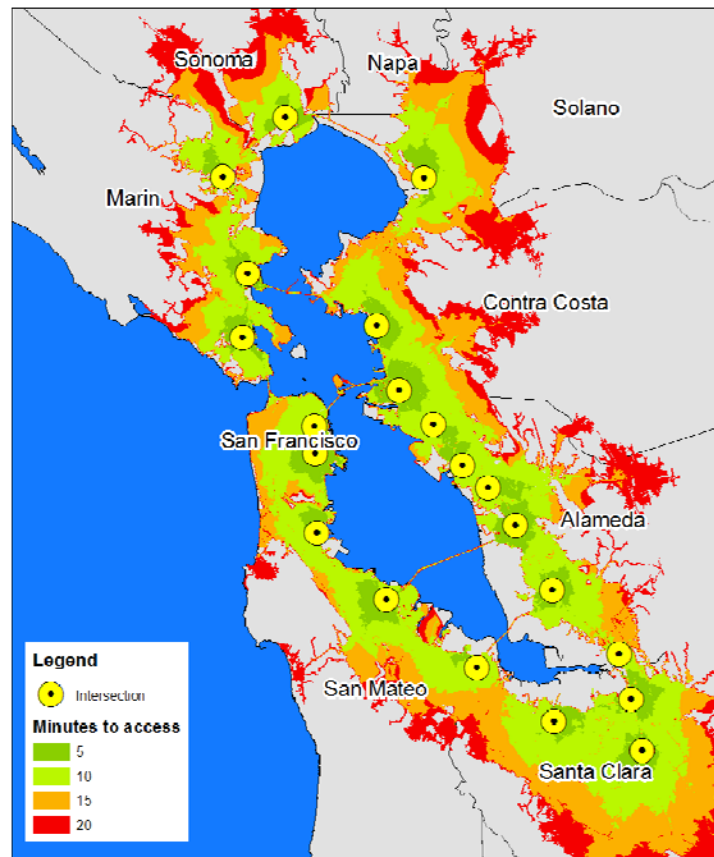 Sonoma
Napa
Solano
Marin
Contra Costa
San Francisco
Alameda
San Mateo
Santa Clara
Legend
Intersection
Minutes to access
5
10
15
20